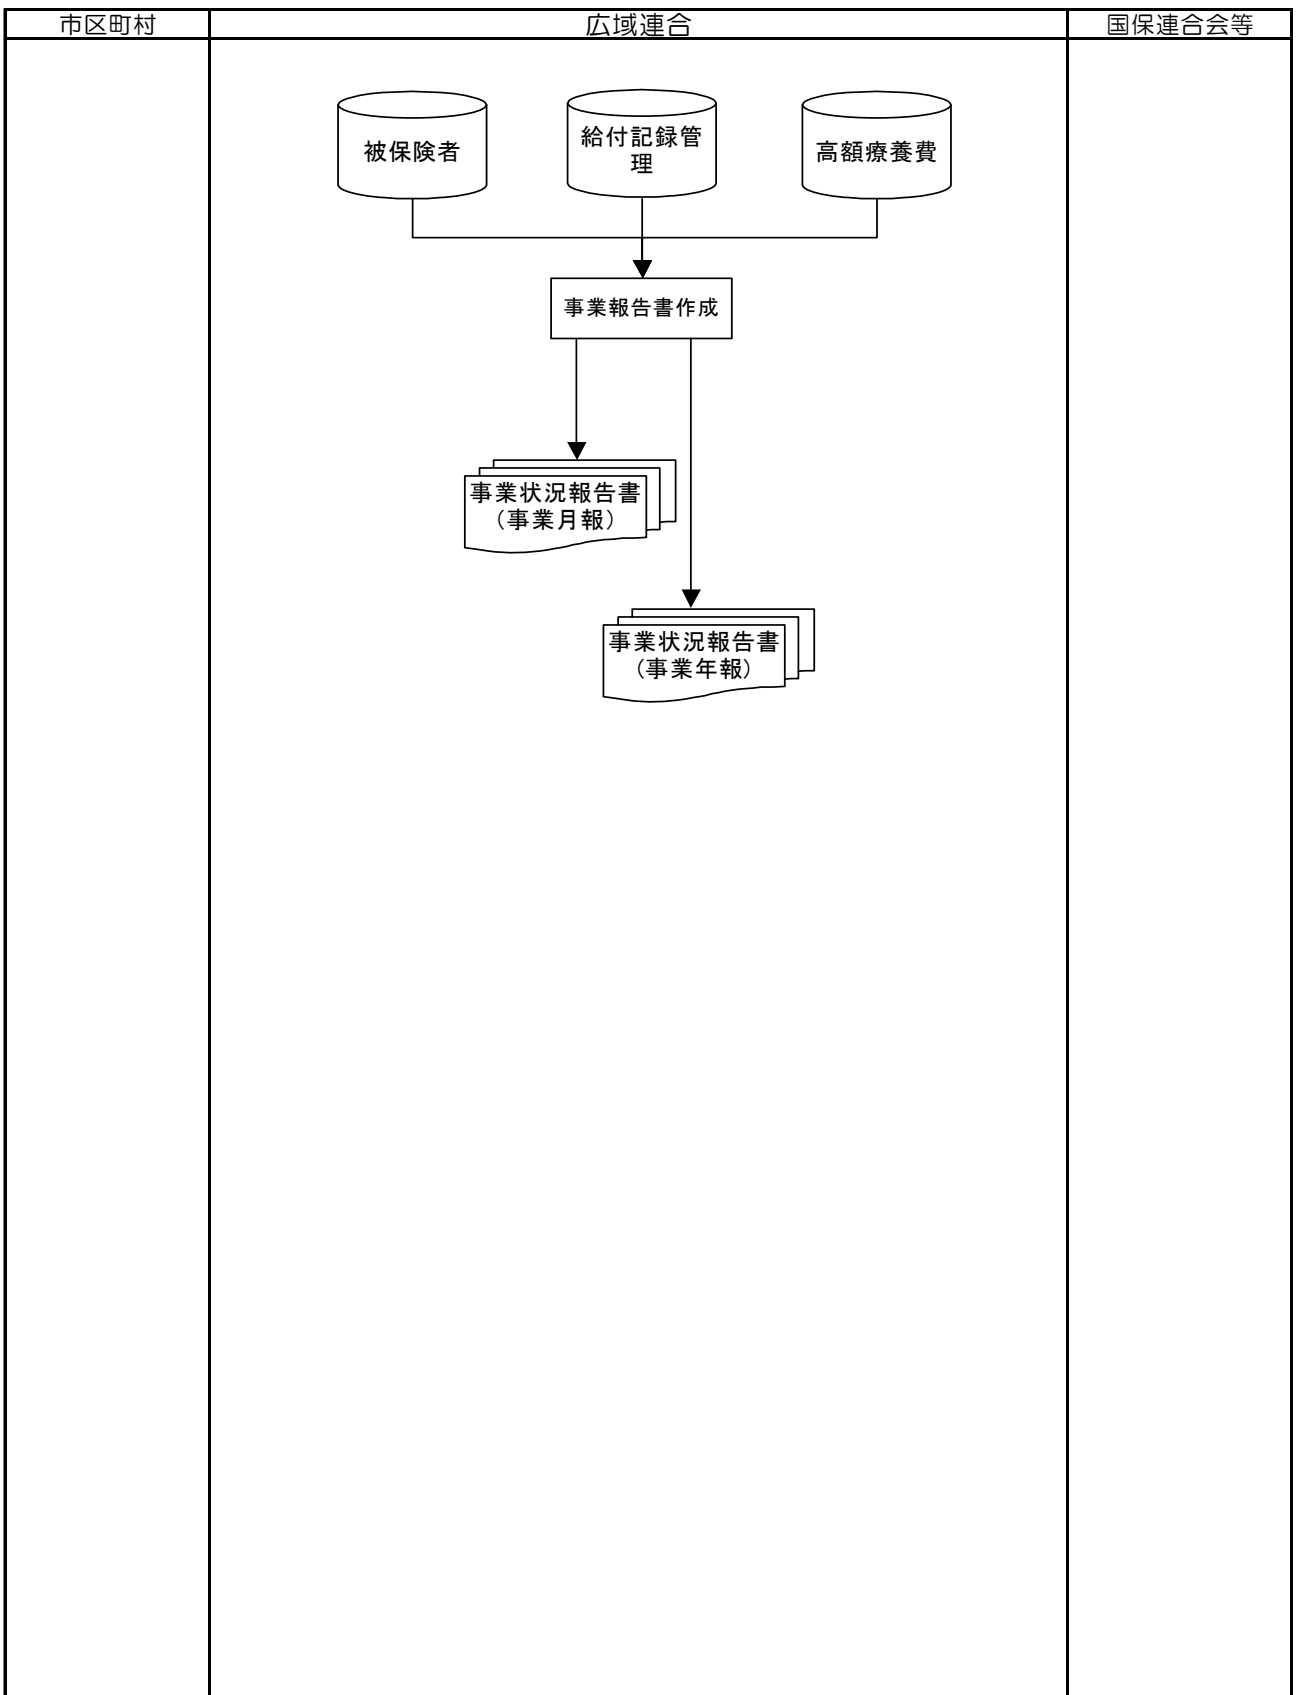 市区町村
広域連合
国保連合会等
被保険者
給付記録管
理
高額療養費
事業報告書作成
事業状況報告書
（事業月報）
事業状況報告書
（事業年報）